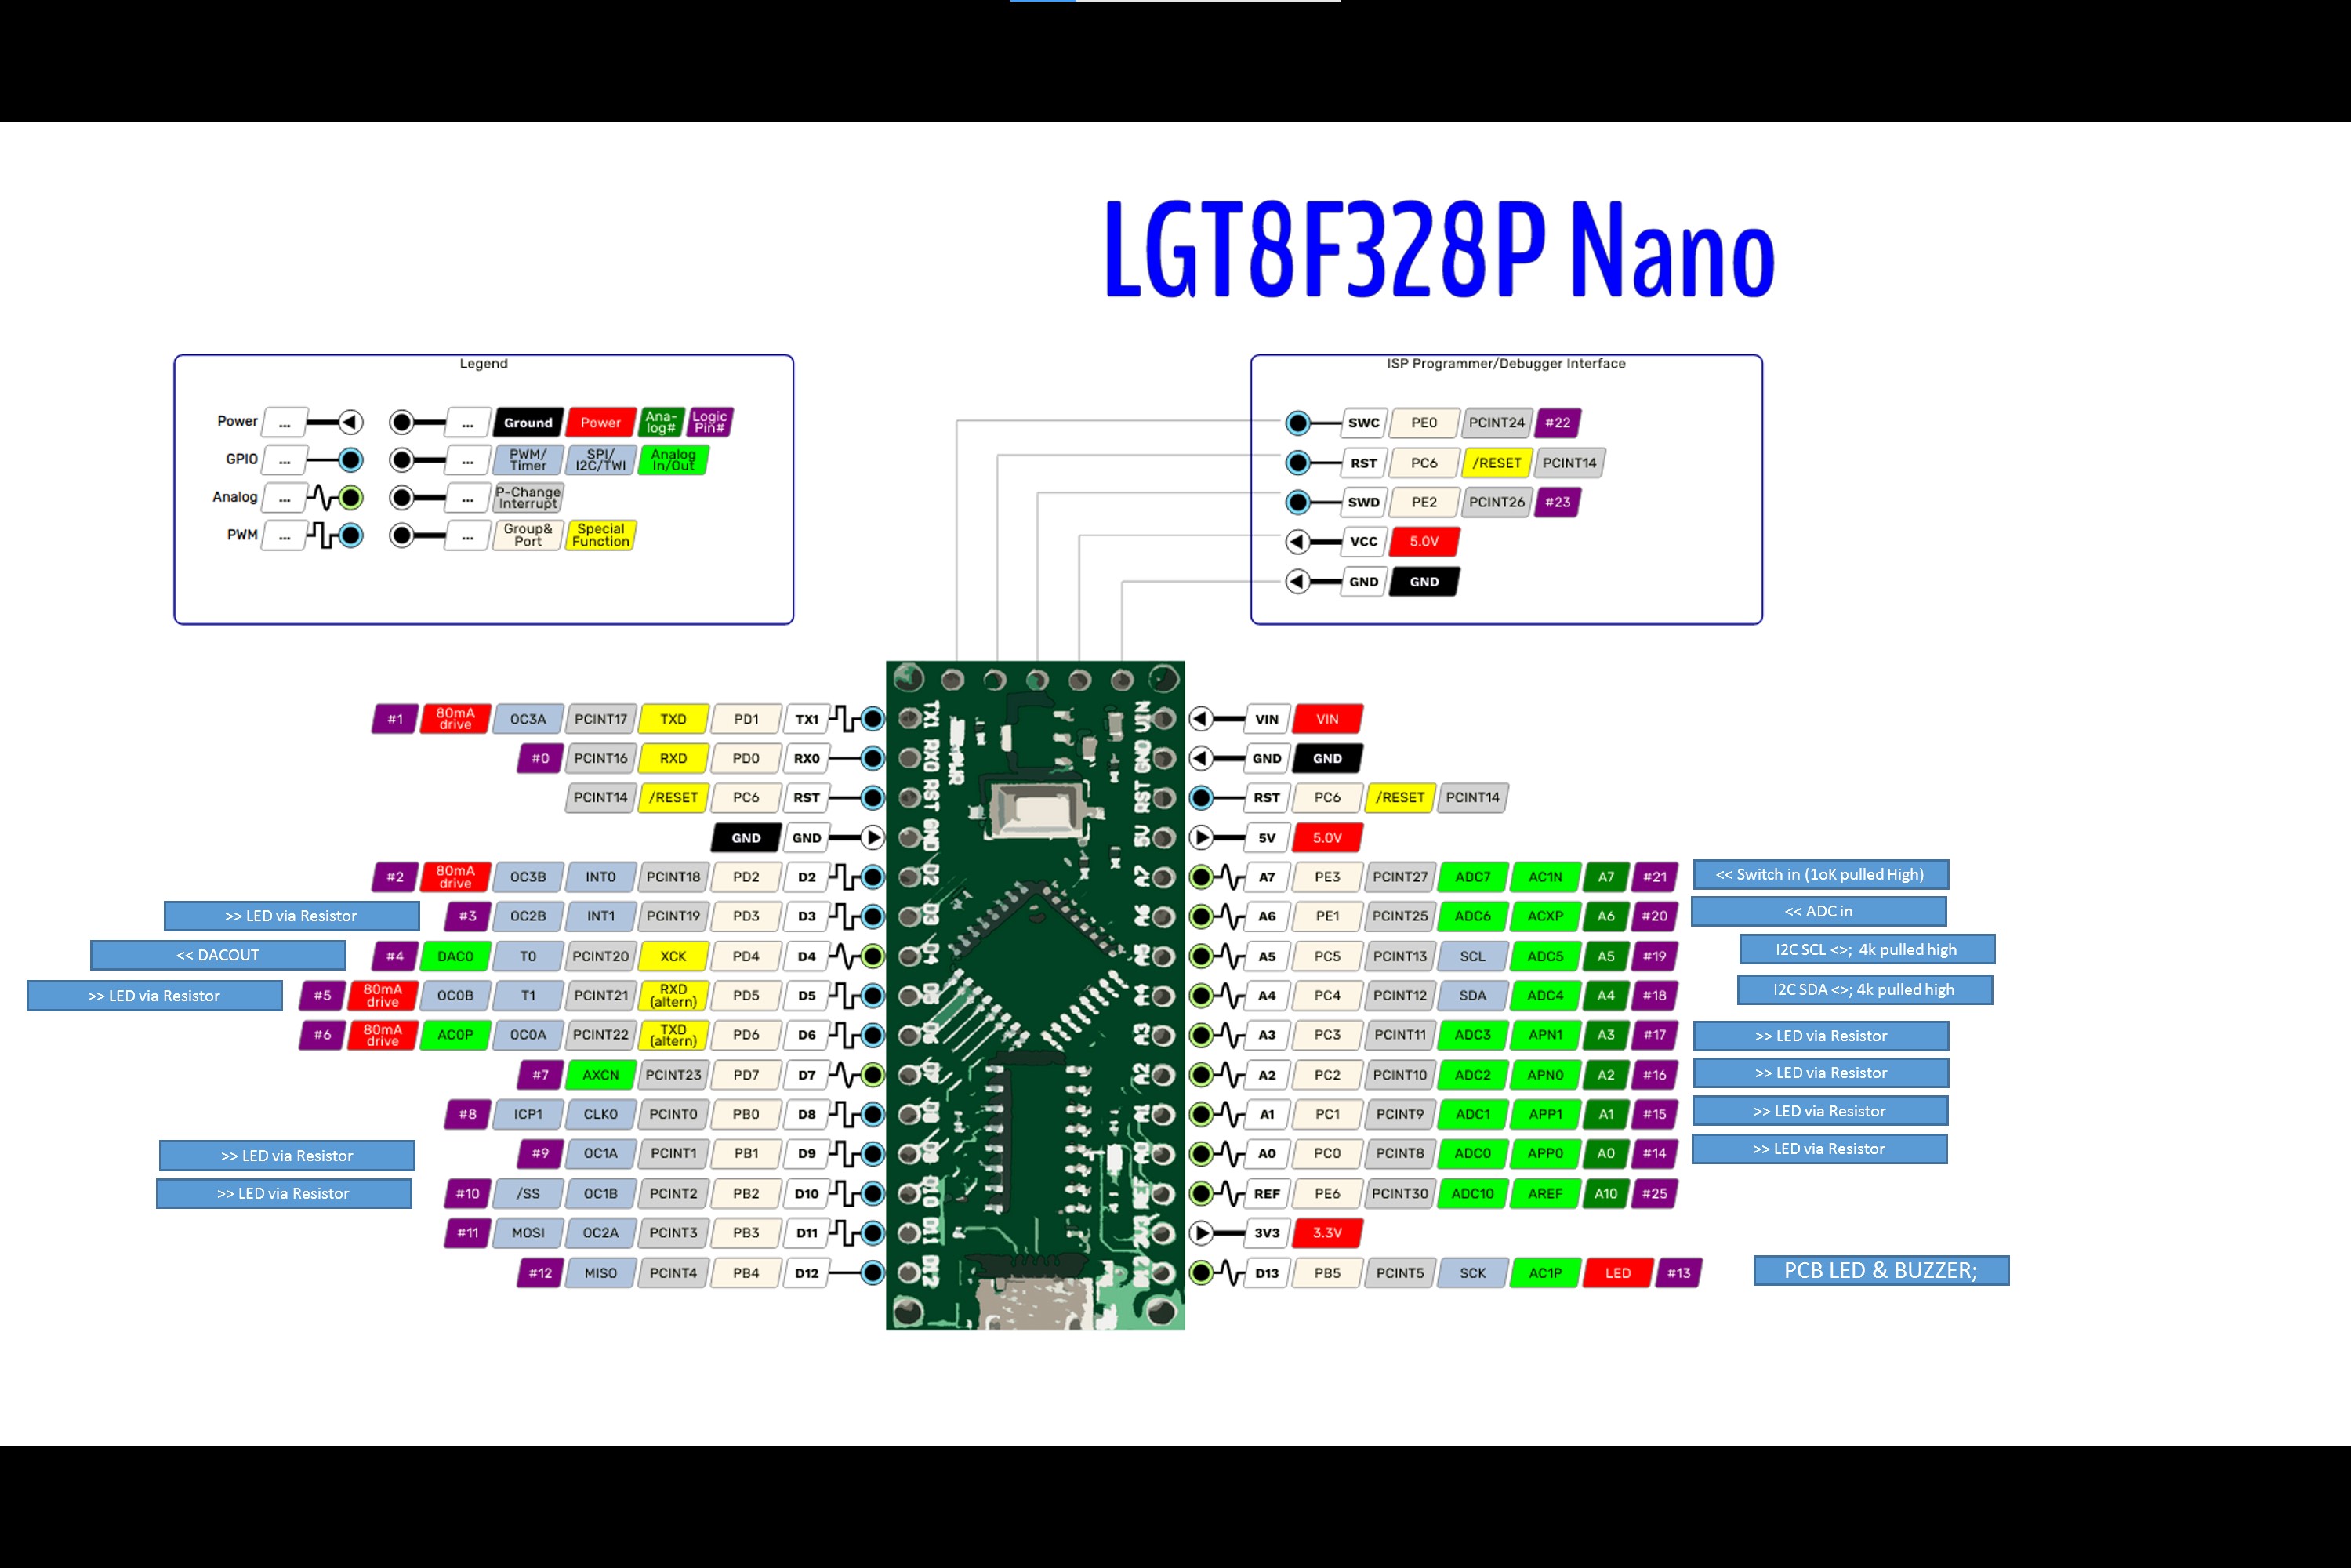 LGT8F328P Nano
Legend
Power ... ... Ground Power Ana-log# Logic Pin#
GPIO ... ... PWM/Timer SPI/I2C/TWI Analog In/Out
Analog ... ... P-Change Interrupt
PWM ... ... Group& Port Special Function
ISP Programmer/Debugger Interface
SWC PE0 PCINT24 #22
RST PC6 /RESET PCINT14
SWD PE2 PCINT26 #23
VCC 5.0V
GND GND
#1 80mA drive OC3A PCINT17 TXD PD1 TX1 TX1 VIN VIN VIN
#0 PCINT16 RXD PD0 RX0 RX0 GND GND GND
PCINT14 /RESET PC6 RST RST RST RST PC6 /RESET PCINT14
GND GND GND 5V 5V 5.0V
#2 80mA drive OC3B INT0 PCINT18 PD2 D2 D2 A7 A7 PE3 PCINT27 ADC7 AC1N A7 #21 << Switch in (1oK pulled High)
>> LED via Resistor #3 OC2B INT1 PCINT19 PD3 D3 D3 A6 A6 PE1 PCINT25 ADC6 ACXP A6 #20 << ADC in
<< DACOUT #4 DAC0 T0 PCINT20 XCK PD4 D4 D4 A5 A5 PC5 PCINT13 SCL ADC5 A5 #19 I2C SCL <>; 4k pulled high
>> LED via Resistor #5 80mA drive OC0B T1 PCINT21 RXD (altern) PD5 D5 A4 A4 PC4 PCINT12 SDA ADC4 A4 #18 I2C SDA <>; 4k pulled high
#6 80mA drive AC0P OC0A PCINT22 TXD (altern) PD6 D6 A3 A3 PC3 PCINT11 ADC3 APN1 A3 #17 >> LED via Resistor
#7 AXCN PCINT23 PD7 D7 A2 A2 PC2 PCINT10 ADC2 APN0 A2 #16 >> LED via Resistor
#8 ICP1 CLK0 PCINT0 PB0 D8 A1 PC1 PCINT9 ADC1 APP1 A1 #15 >> LED via Resistor
>> LED via Resistor #9 OC1A PCINT1 PB1 D9 A0 PC0 PCINT8 ADC0 APP0 A0 #14 >> LED via Resistor
>> LED via Resistor #10 /SS OC1B PCINT2 PB2 D10 D10 REF REF PE6 PCINT30 ADC10 AREF A10 #25
#11 MOSI OC2A PCINT3 PB3 D11 D11 3V3 3V3 3.3V
#12 MISO PCINT4 PB4 D12 D12 D13 PB5 PCINT5 SCK AC1P LED #13 PCB LED & BUZZER;
PWR